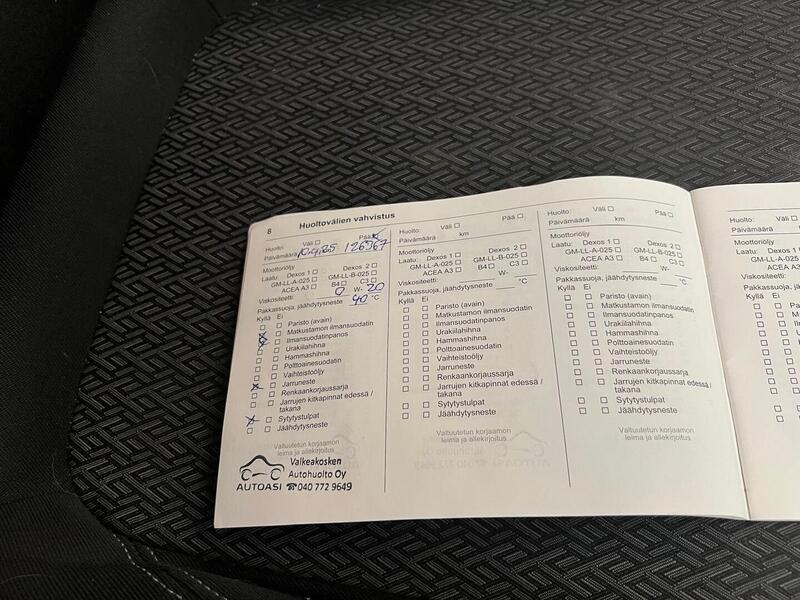 8 Huoltovälien vahvistus
Huolto: Väli ☐ Pää
Päivämäärä 126967
Moottoriöljy
Laatu: Dexos 1 ☐ Dexos 2 ☐
GM-LL-A-025 ☐ GM-LL-B-025 ☐
ACEA A3 ☐ B4 ☐ C3 ☐
Viskositeetti: 0 W- 20
Pakkassuoja, jäähdytysneste 40 °C
Kyllä Ei
Paristo (avain)
Matkustamon ilmansuodatin
Ilmansuodatinpanos
Urakiilahihna
Hammashihna
Polttoainesuodatin
Vaihteistoöljy
Jarruneste
Renkaankorjaussarja
Jarrujen kitkapinnat edessä /
takana
Sytytystulpat
Jäähdytysneste
Valtuutetun korjaamon
leima ja allekirjoitus
AUTOASI
Valkeakosken
Autohuolto Oy
☎ 040 772 9649
Huolto: Väli ☐ Pää ☐
Päivämäärä km
Moottoriöljy
Laatu: Dexos 1 ☐ Dexos 2 ☐
GM-LL-A-025 ☐ GM-LL-B-025 ☐
ACEA A3 ☐ B4 ☐ C3 ☐
Viskositeetti: W-
Pakkassuoja, jäähdytysneste °C
Kyllä Ei
Paristo (avain)
Matkustamon ilmansuodatin
Ilmansuodatinpanos
Urakiilahihna
Hammashihna
Polttoainesuodatin
Vaihteistoöljy
Jarruneste
Renkaankorjaussarja
Jarrujen kitkapinnat edessä /
takana
Sytytystulpat
Jäähdytysneste
Valtuutetun korjaamon
leima ja allekirjoitus
Huolto: Väli ☐ Pää ☐
Päivämäärä km
Moottoriöljy
Laatu: Dexos 1 ☐ Dexos 2 ☐
GM-LL-A-025 ☐ GM-LL-B-025 ☐
ACEA A3 ☐ B4 ☐ C3 ☐
Viskositeetti: W-
Pakkassuoja, jäähdytysneste °C
Kyllä Ei
Paristo (avain)
Matkustamon ilmansuodatin
Ilmansuodatinpanos
Urakiilahihna
Hammashihna
Polttoainesuodatin
Vaihteistoöljy
Jarruneste
Renkaankorjaussarja
Jarrujen kitkapinnat edessä /
takana
Sytytystulpat
Jäähdytysneste
Valtuutetun korjaamon
leima ja allekirjoitus
Huolto: Väli ☐
Päivämäärä
Moottoriöljy
Laatu: Dexos 1
GM-LL-A-025
ACEA A3
Viskositeetti:
Pakkassuoja,
Kyllä Ei